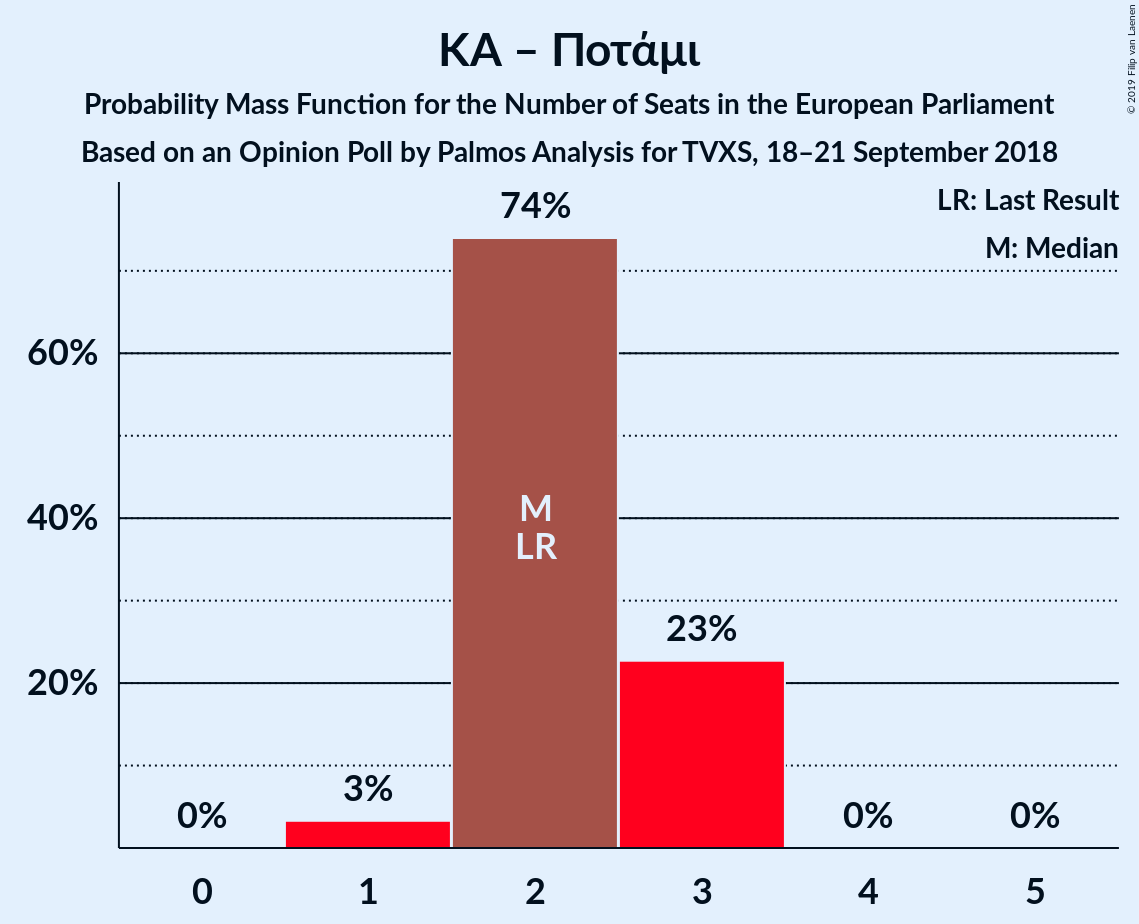 ΚΑ – Ποτάμι
Probability Mass Function for the Number of Seats in the European Parliament
Based on an Opinion Poll by Palmos Analysis for TVXS, 18–21 September 2018
© 2019 Filip van Laenen
LR: Last Result
M: Median
74%
60%
40%
20%
M
LR
23%
3%
0%
0%
0%
0
1
2
3
4
5